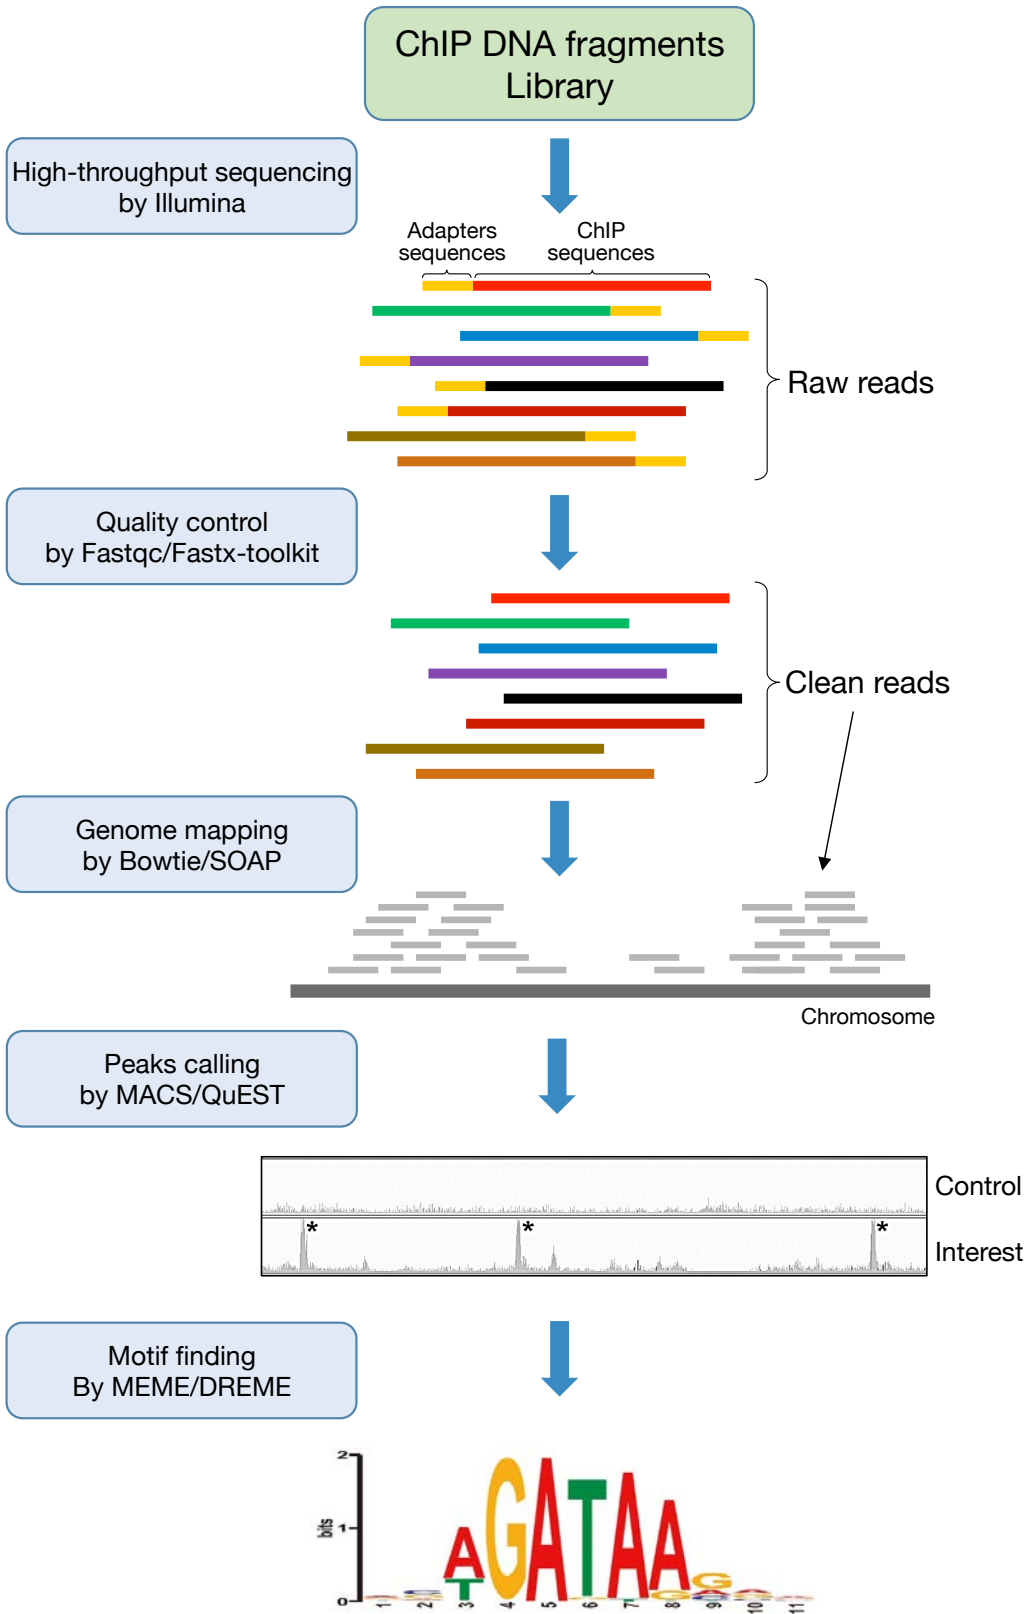 ChIP DNA fragments
Library
High-throughput sequencing
by Illumina
Adapters
sequences
ChIP
sequences
Raw reads
Quality control
by Fastqc/Fastx-toolkit
Clean reads
Genome mapping
by Bowtie/SOAP
Chromosome
Peaks calling
by MACS/QuEST
Control
* * *
Interest
Motif finding
By MEME/DREME
2
bits
1
0
A
T
GATAA
G
1 2 3 4 5 6 7 8 9 10 11